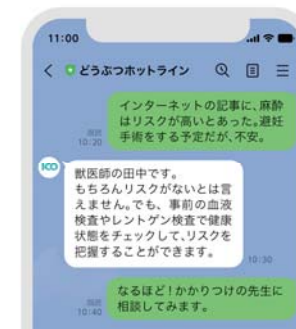 11:00
どうぶつホットライン
インターネットの記事に、麻酔
はリスクが高いとあった。避妊
手術をする予定だが、不安。
既読
10:20
獣医師の田中です。
もちろんリスクがないとは言
えません。でも、事前の血液
検査やレントゲン検査で健康
状態をチェックして、リスクを
把握することができます。
10:30
なるほど！かかりつけの先生に
相談してみます。
既読
10:40